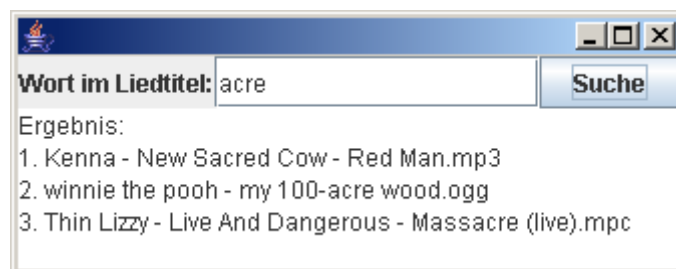 Wort im Liedtitel: acre Suche
Ergebnis:
1. Kenna - New Sacred Cow - Red Man.mp3
2. winnie the pooh - my 100-acre wood.ogg
3. Thin Lizzy - Live And Dangerous - Massacre (live).mpc